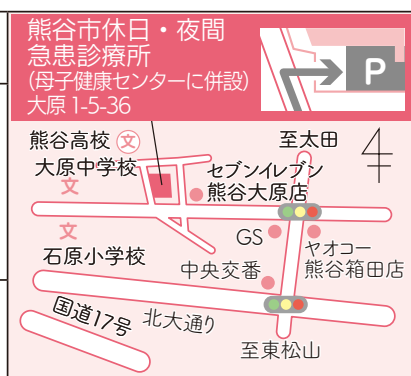 熊谷市休日・夜間
急患診療所
(母子健康センターに併設)
大原1-5-36
P
熊谷高校 文
大原中学校
文
至太田
セブンイレブン
熊谷大原店
文
石原小学校
GS
ヤオコー
熊谷箱田店
中央交番
国道17号
北大通り
至東松山